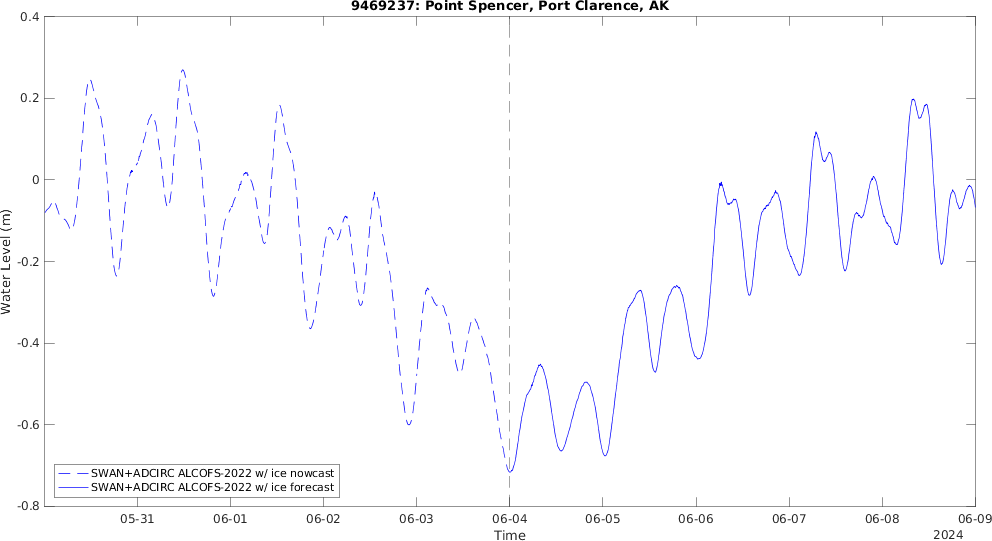 9469237: Point Spencer, Port Clarence, AK
0.4
0.2
0
-0.2
-0.4
-0.6
-0.8
Water Level (m)
SWAN+ADCIRC ALCOFS-2022 w/ ice nowcast
SWAN+ADCIRC ALCOFS-2022 w/ ice forecast
05-31 06-01 06-02 06-03 06-04 06-05 06-06 06-07 06-08 06-09
Time
2024